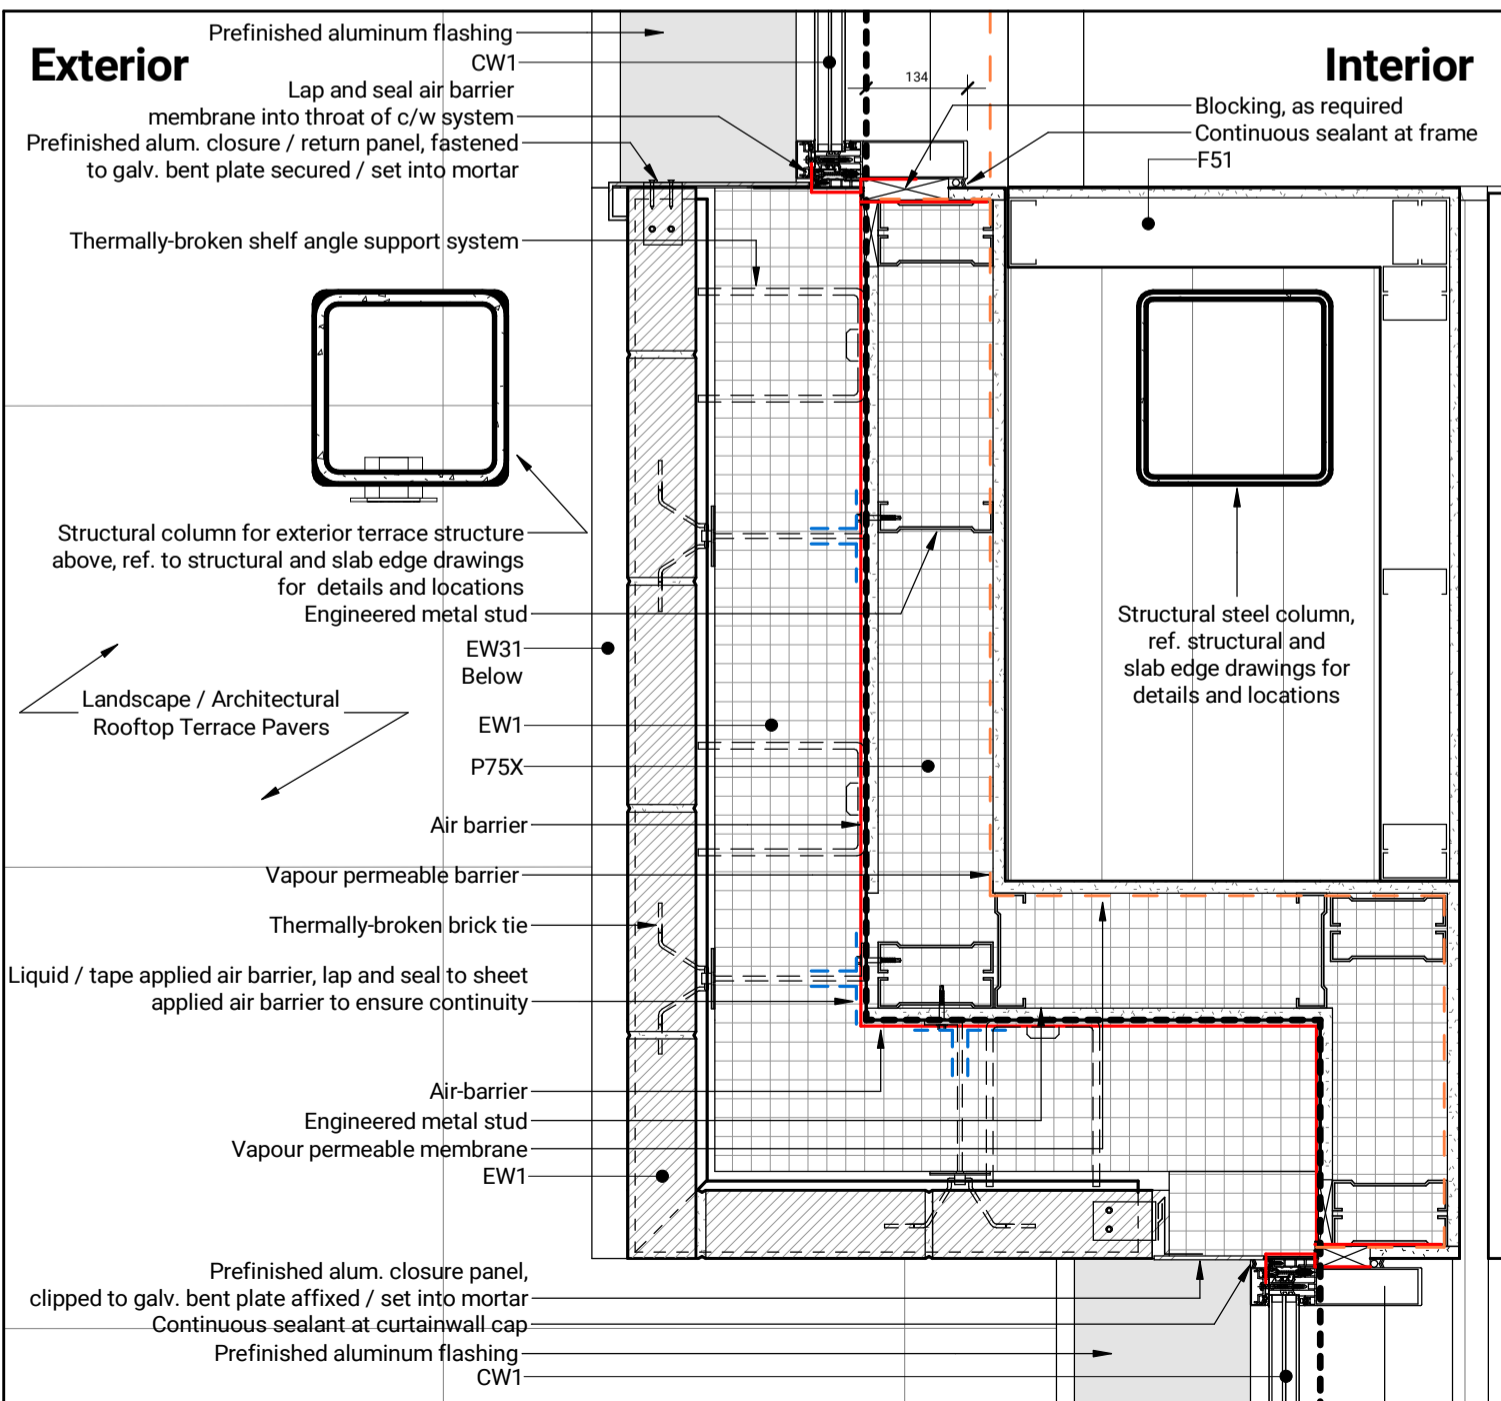 Exterior
Interior
Prefinished aluminum flashing
CW1
Lap and seal air barrier
membrane into throat of c/w system
Prefinished alum. closure / return panel, fastened
to galv. bent plate secured / set into mortar
Thermally-broken shelf angle support system
134
Blocking, as required
Continuous sealant at frame
F51
Structural column for exterior terrace structure
above, ref. to structural and slab edge drawings
for details and locations
Engineered metal stud
EW31
Below
Landscape / Architectural
Rooftop Terrace Pavers
EW1
P75X
Air barrier
Structural steel column,
ref. structural and
slab edge drawings for
details and locations
Vapour permeable barrier
Thermally-broken brick tie
Liquid / tape applied air barrier, lap and seal to sheet
applied air barrier to ensure continuity
Air-barrier
Engineered metal stud
Vapour permeable membrane
EW1
Prefinished alum. closure panel,
clipped to galv. bent plate affixed / set into mortar
Continuous sealant at curtainwall cap
Prefinished aluminum flashing
CW1